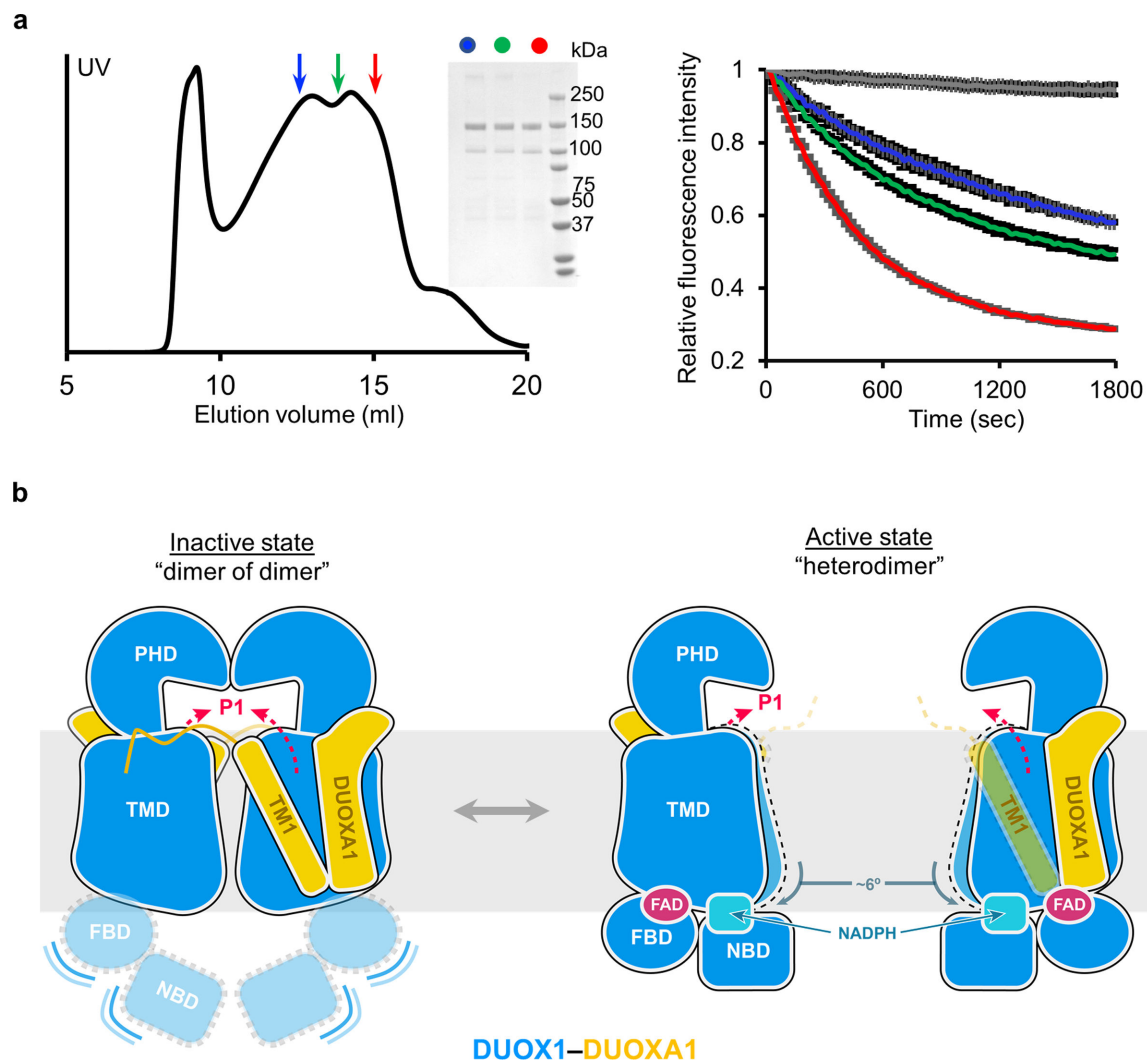 a
UV
kDa
250
150
100
75
50
37
5
10
15
20
Elution volume (ml)
Relative fluorescence intensity
1
0.8
0.6
0.4
0.2
0
600
1200
1800
Time (sec)
b
Inactive state
"dimer of dimer"
Active state
"heterodimer"
PHD
P1
TMD
TM1
DUOXA1
FBD
NBD
PHD
P1
TMD
TM1
DUOXA1
~6º
FAD
FAD
FBD
NBD
NADPH
DUOX1–DUOXA1